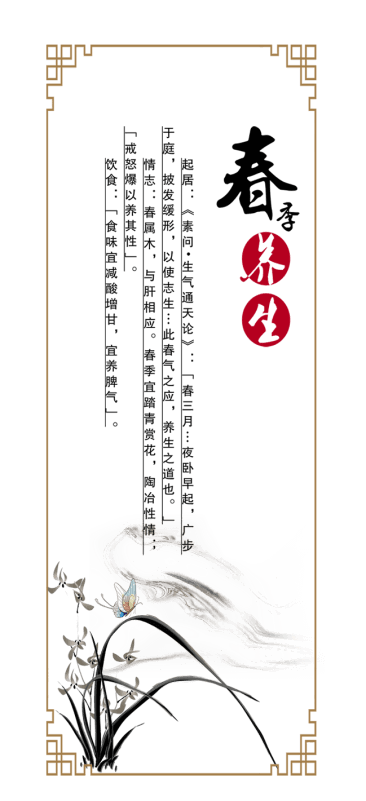 春季养生
起居：《素问•生气通天论》：「春三月…夜卧早起，广步
于庭，披发缓形，以使志生…此春气之应，养生之道也。」
情志：春属木，与肝相应。春季宜踏青赏花，陶冶性情；
「戒怒爆以养其性」。
饮食：「食味宜减酸增甘，宜养脾气」。